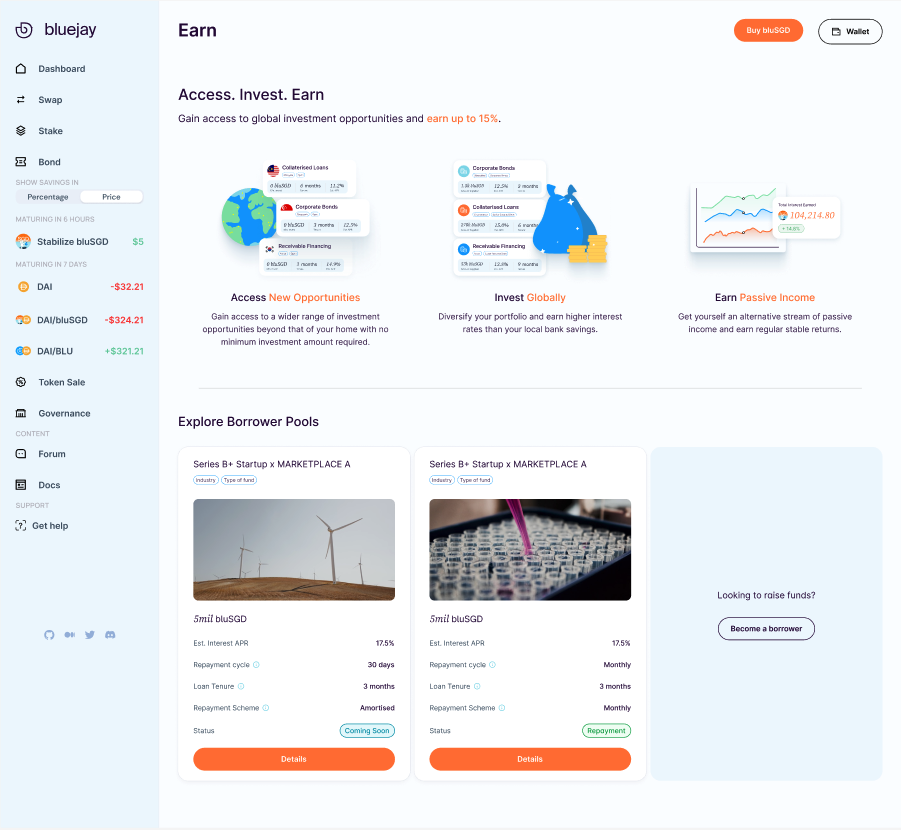 bluejay
Dashboard
Swap
Stake
Bond
SHOW SAVINGS IN
Percentage Price
MATURING IN 6 HOURS
Stabilize bluSGD $5
MATURING IN 7 DAYS
DAI -$32.21
DAI/bluSGD -$324.21
DAI/BLU +$321.21
Token Sale
Governance
CONTENT
Forum
Docs
SUPPORT
Get help
Earn
Buy bluSGD
Wallet
Access. Invest. Earn
Gain access to global investment opportunities and earn up to 15%.
Collaterised Loans
0 bluSGD 6 months 11.2%
Corporate Bonds
0 bluSGD 3 months 12.5%
Receivable Financing
0 bluSGD 1 months 14.9%
Access New Opportunities
Gain access to a wider range of investment
opportunities beyond that of your home with no
minimum investment amount required.
Corporate Bonds
12.5% 3 months
Collaterised Loans
15.0% 6 months
Receivable Financing
12.8% 9 months
Invest Globally
Diversify your portfolio and earn higher interest
rates than your local bank savings.
Total Interest Earned
104,214.80
+ 14.8%
Earn Passive Income
Get yourself an alternative stream of passive
income and earn regular stable returns.
Explore Borrower Pools
Series B+ Startup x MARKETPLACE A
Industry Type of fund
5mil bluSGD
Est. Interest APR 17.5%
Repayment cycle 30 days
Loan Tenure 3 months
Repayment Scheme Amortised
Status Coming Soon
Details
Series B+ Startup x MARKETPLACE A
Industry Type of fund
5mil bluSGD
Est. Interest APR 17.5%
Repayment cycle Monthly
Loan Tenure 3 months
Repayment Scheme Monthly
Status Repayment
Details
Looking to raise funds?
Become a borrower